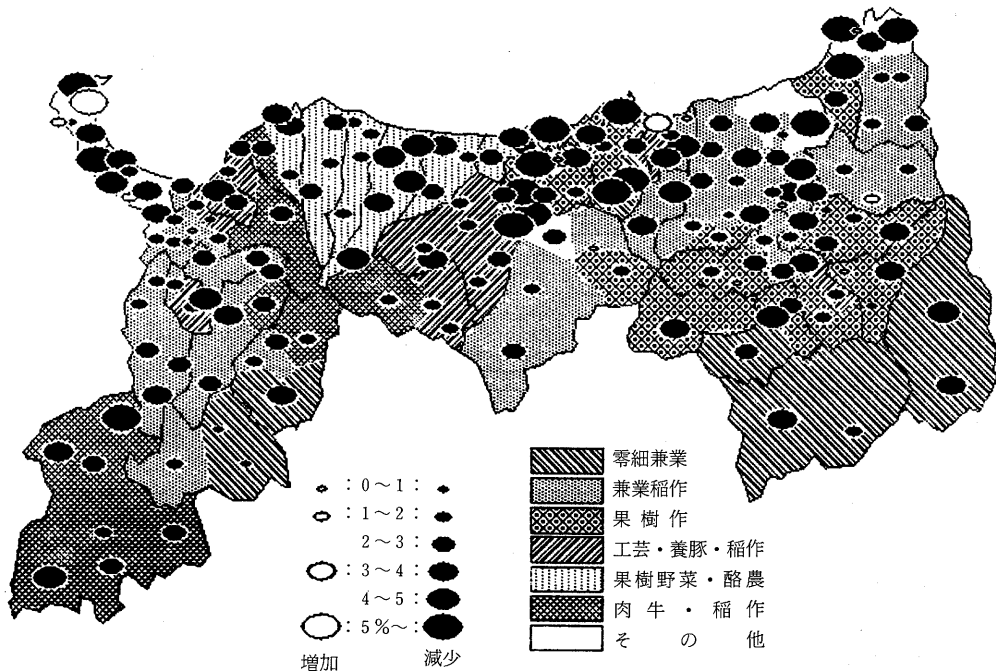 ：0～1：
：1～2：
2～3：
：3～4：
4～5：
：5％～：
増加
減少
零細兼業
兼業稲作
果樹作
工芸・養豚・稲作
果樹野菜・酪農
肉牛・稲作
その他